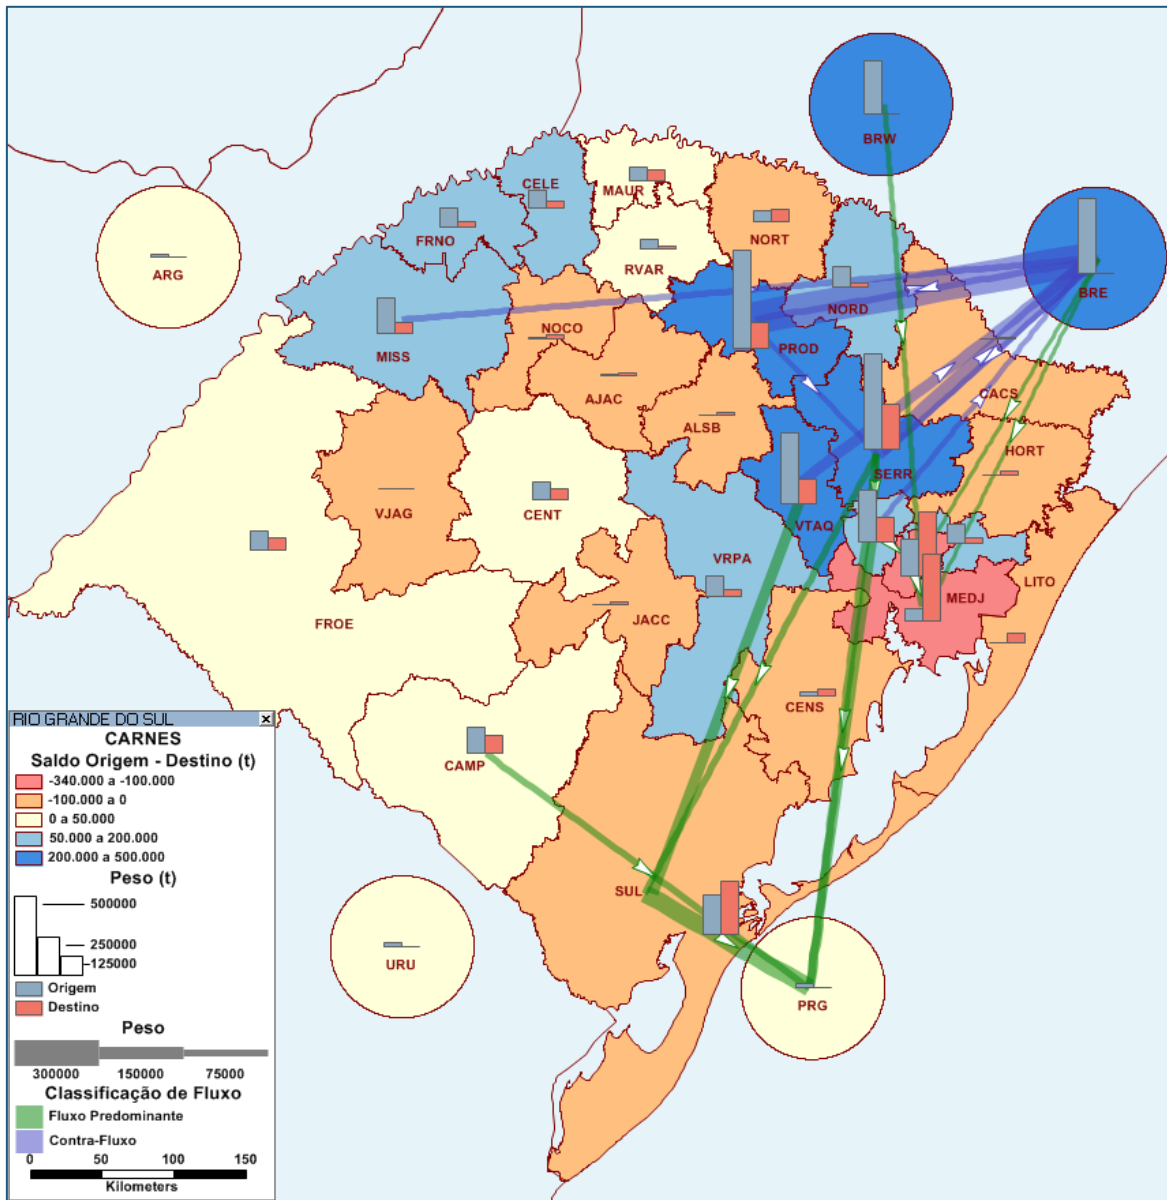 BRW
CELE
MAUR
FRNO
NORT
ARG
RVAR
BRE
NORD
NOCO
PROD
MISS
AJAC
CACS
ALSB
HORT
SERR
VJAG
CENT
VTAQ
VRPA
LITO
MEDJ
FROE
JACC
CENS
CAMP
SUL
URU
PRG
RIO GRANDE DO SUL
CARNES
Saldo Origem - Destino (t)
-340.000 a -100.000
-100.000 a 0
0 a 50.000
50.000 a 200.000
200.000 a 500.000
Peso (t)
500000
250000
125000
Origem
Destino
Peso
300000 150000 75000
Classificação de Fluxo
Fluxo Predominante
Contra-Fluxo
0 50 100 150
Kilometers